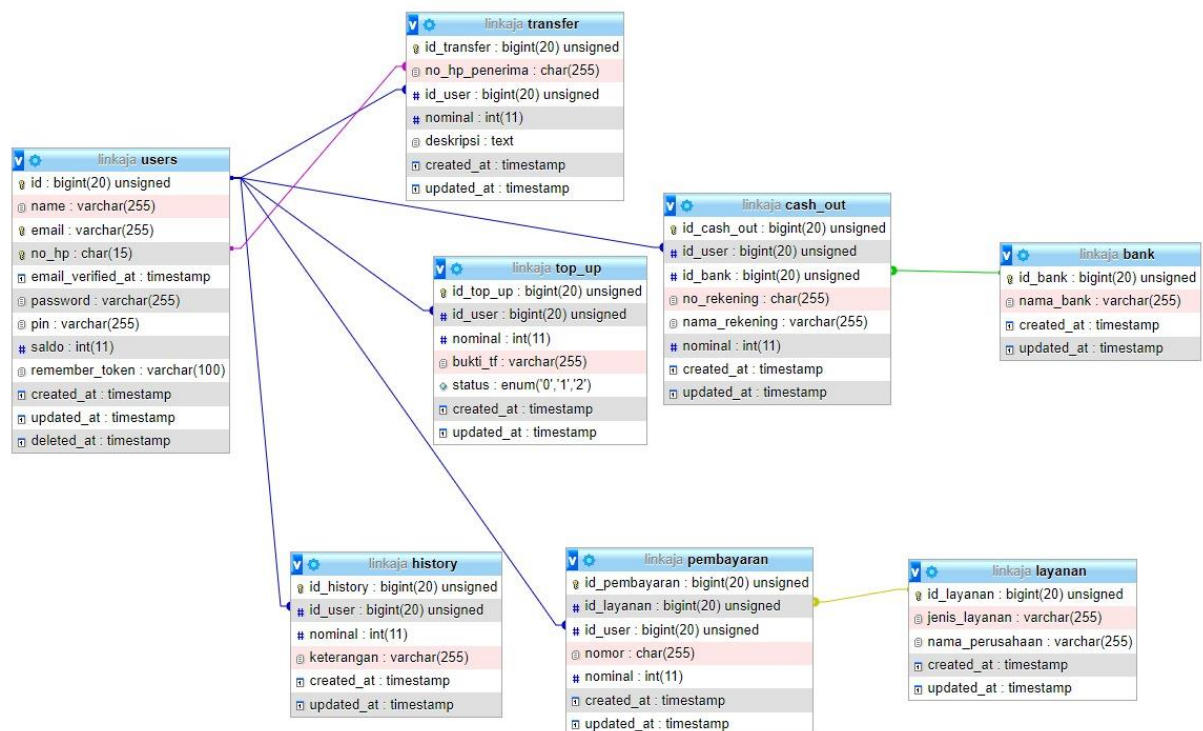 linkaja transfer
id_transfer : bigint(20) unsigned
no_hp_penerima : char(255)
id_user : bigint(20) unsigned
nominal : int(11)
deskripsi : text
created_at : timestamp
updated_at : timestamp
linkaja users
id : bigint(20) unsigned
name : varchar(255)
email : varchar(255)
no_hp : char(15)
email_verified_at : timestamp
password : varchar(255)
pin : varchar(255)
saldo : int(11)
remember_token : varchar(100)
created_at : timestamp
updated_at : timestamp
deleted_at : timestamp
linkaja cash_out
id_cash_out : bigint(20) unsigned
id_user : bigint(20) unsigned
id_bank : bigint(20) unsigned
no_rekening : char(255)
nama_rekening : varchar(255)
nominal : int(11)
created_at : timestamp
updated_at : timestamp
linkaja bank
id_bank : bigint(20) unsigned
nama_bank : varchar(255)
created_at : timestamp
updated_at : timestamp
linkaja top_up
id_top_up : bigint(20) unsigned
id_user : bigint(20) unsigned
nominal : int(11)
bukti_tf : varchar(255)
status : enum('0','1','2')
created_at : timestamp
updated_at : timestamp
linkaja history
id_history : bigint(20) unsigned
id_user : bigint(20) unsigned
nominal : int(11)
keterangan : varchar(255)
created_at : timestamp
updated_at : timestamp
linkaja pembayaran
id_pembayaran : bigint(20) unsigned
id_layanan : bigint(20) unsigned
id_user : bigint(20) unsigned
nomor : char(255)
nominal : int(11)
created_at : timestamp
updated_at : timestamp
linkaja layanan
id_layanan : bigint(20) unsigned
jenis_layanan : varchar(255)
nama_perusahaan : varchar(255)
created_at : timestamp
updated_at : timestamp